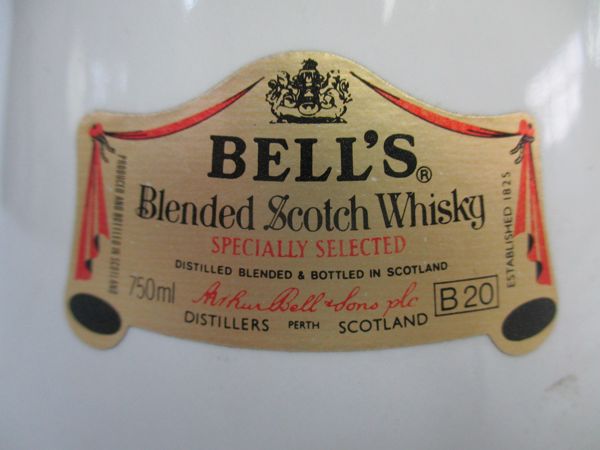 BELL'S®
Blended Scotch Whisky
SPECIALLY SELECTED
DISTILLED BLENDED & BOTTLED IN SCOTLAND
750ml
Arthur Bell & Sons plc
B20
DISTILLERS PERTH SCOTLAND
PRODUCED AND BOTTLED IN SCOTLAND
ESTABLISHED 1825